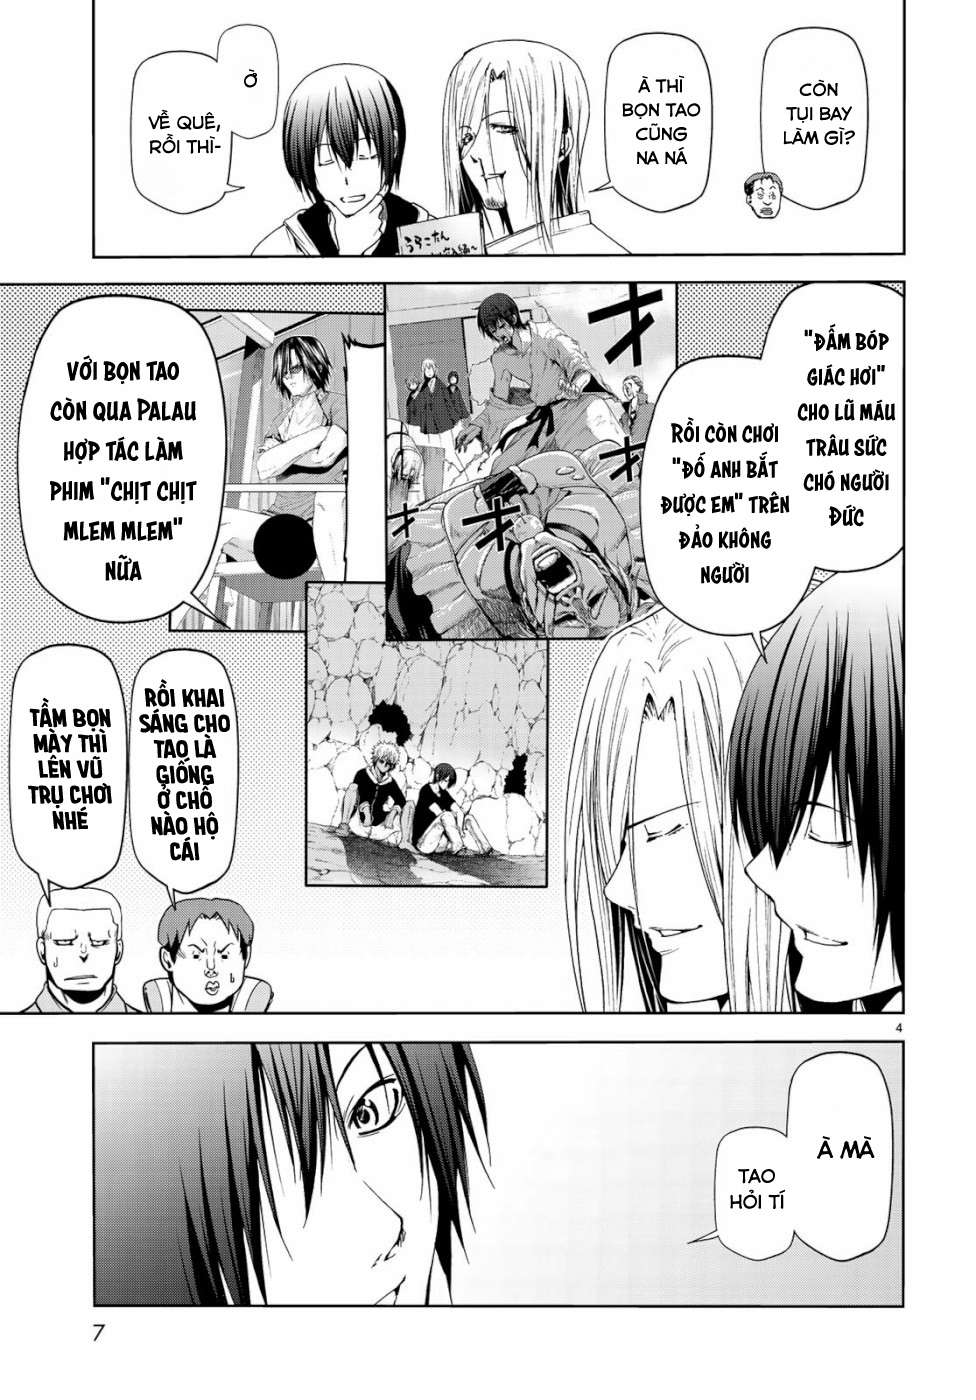 CÒN
TỤI BAY
LÀM GÌ?
À THÌ
BỌN TAO
CŨNG
NA NÁ
Ờ
VỀ QUÊ,
RỒI THÌ-
"ĐẤM BÓP
GIÁC HƠI"
CHO LŨ MÁU
TRÂU SỨC
CHÓ NGƯỜI
ĐỨC
RỒI CÒN CHƠI
"ĐỐ ANH BẮT
ĐƯỢC EM" TRÊN
ĐẢO KHÔNG
NGƯỜI
VỚI BỌN TAO
CÒN QUA PALAU
HỢP TÁC LÀM
PHIM "CHỊT CHỊT
MLEM MLEM"
NỮA
RỒI KHAI
SÁNG CHO
TAO LÀ
GIỐNG
Ở CHỖ
NÀO HỘ
CÁI
TẦM BỌN
MÀY THÌ
LÊN VŨ
TRỤ CHƠI
NHÉ
4
À MÀ
TAO
HỎI TÍ
7